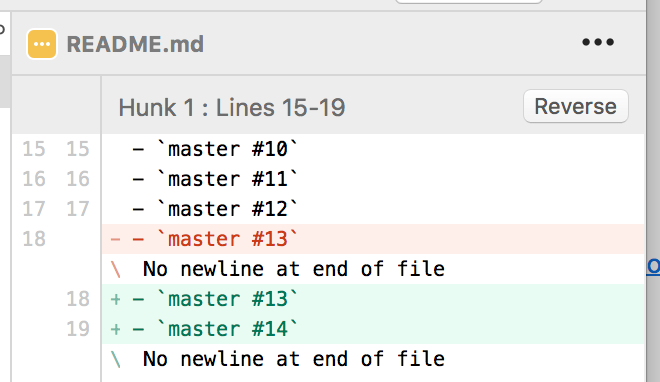 README.md
Hunk 1 : Lines 15-19 Reverse
15 15 - `master #10`
16 16 - `master #11`
17 17 - `master #12`
18 - - `master #13`
\ No newline at end of file
18 + - `master #13`
19 + - `master #14`
\ No newline at end of file